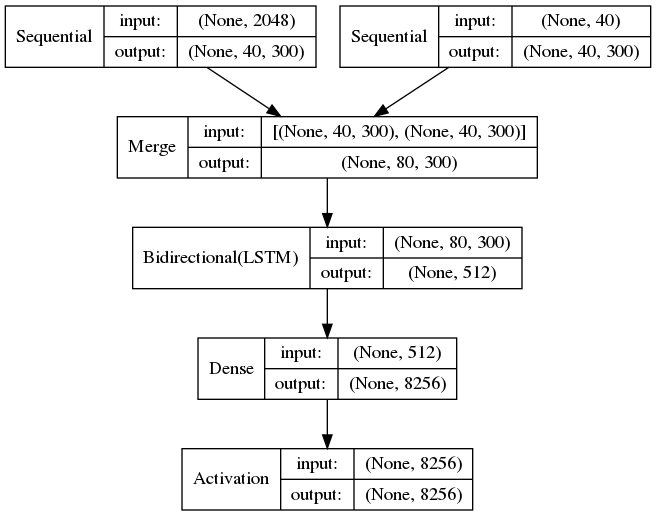 Sequential input: (None, 2048) output: (None, 40, 300)
Sequential input: (None, 40) output: (None, 40, 300)
Merge input: [(None, 40, 300), (None, 40, 300)] output: (None, 80, 300)
Bidirectional(LSTM) input: (None, 80, 300) output: (None, 512)
Dense input: (None, 512) output: (None, 8256)
Activation input: (None, 8256) output: (None, 8256)